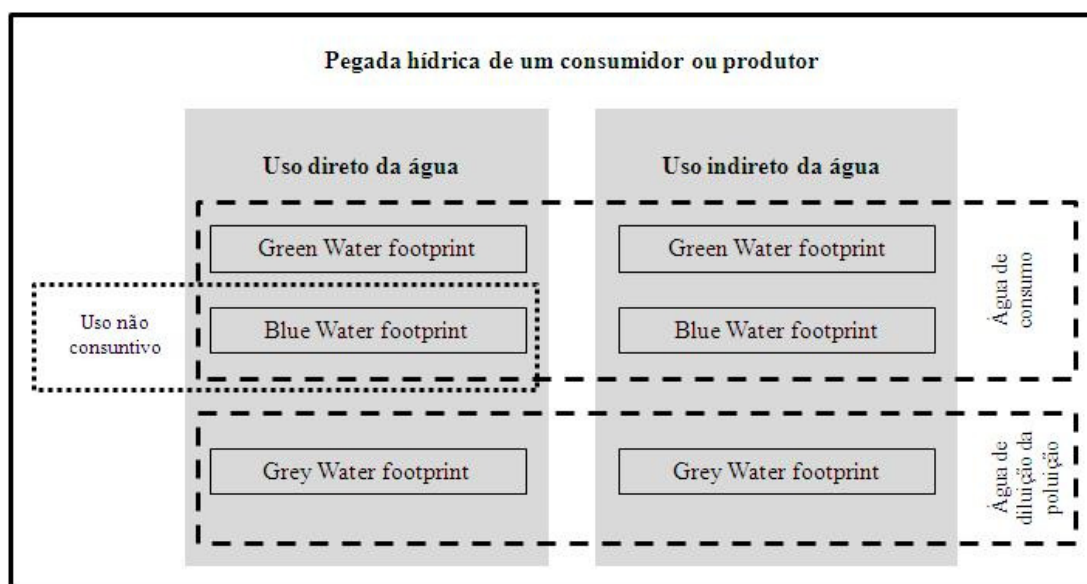 Pegada hídrica de um consumidor ou produtor
Uso direto da água
Uso indireto da água
Green Water footprint
Green Water footprint
Água de
consumo
Uso não
consuntivo
Blue Water footprint
Blue Water footprint
Grey Water footprint
Grey Water footprint
Água de
diluição da
poluição